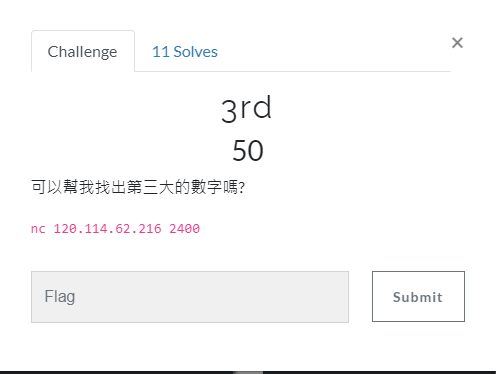 Challenge
11 Solves
×
3rd
50
可以幫我找出第三大的數字嗎?
nc 120.114.62.216 2400
Flag
Submit